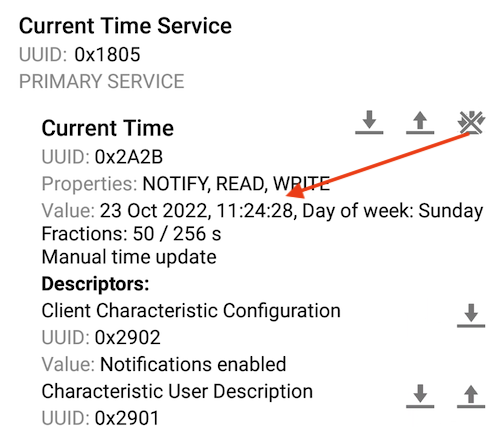 Current Time Service
UUID: 0x1805
PRIMARY SERVICE
Current Time
UUID: 0x2A2B
Properties: NOTIFY, READ, WRITE
Value: 23 Oct 2022, 11:24:28, Day of week: Sunday
Fractions: 50 / 256 s
Manual time update
Descriptors:
Client Characteristic Configuration
UUID: 0x2902
Value: Notifications enabled
Characteristic User Description
UUID: 0x2901